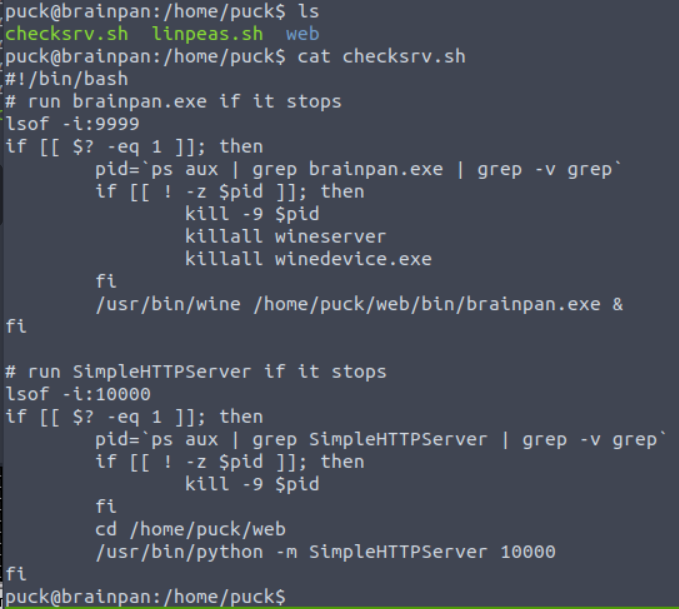 puck@brainpan:/home/puck$ ls
checksrv.sh  linpeas.sh  web
puck@brainpan:/home/puck$ cat checksrv.sh
#!/bin/bash
# run brainpan.exe if it stops
lsof -i:9999
if [[ $? -eq 1 ]]; then
        pid=`ps aux | grep brainpan.exe | grep -v grep`
        if [[ ! -z $pid ]]; then
                kill -9 $pid
                killall wineserver
                killall winedevice.exe
        fi
        /usr/bin/wine /home/puck/web/bin/brainpan.exe &
fi

# run SimpleHTTPServer if it stops
lsof -i:10000
if [[ $? -eq 1 ]]; then
        pid=`ps aux | grep SimpleHTTPServer | grep -v grep`
        if [[ ! -z $pid ]]; then
                kill -9 $pid
        fi
        cd /home/puck/web
        /usr/bin/python -m SimpleHTTPServer 10000
fi
puck@brainpan:/home/puck$